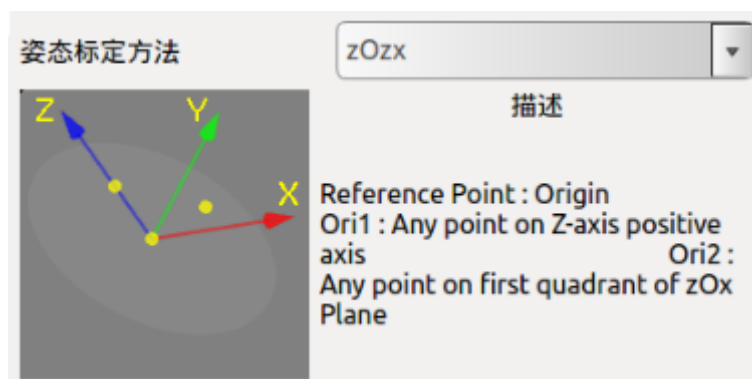 姿态标定方法
zOzx
描述
Z
Y
X
Reference Point : Origin
Ori1 : Any point on Z-axis positive
axis Ori2 :
Any point on first quadrant of zOx
Plane